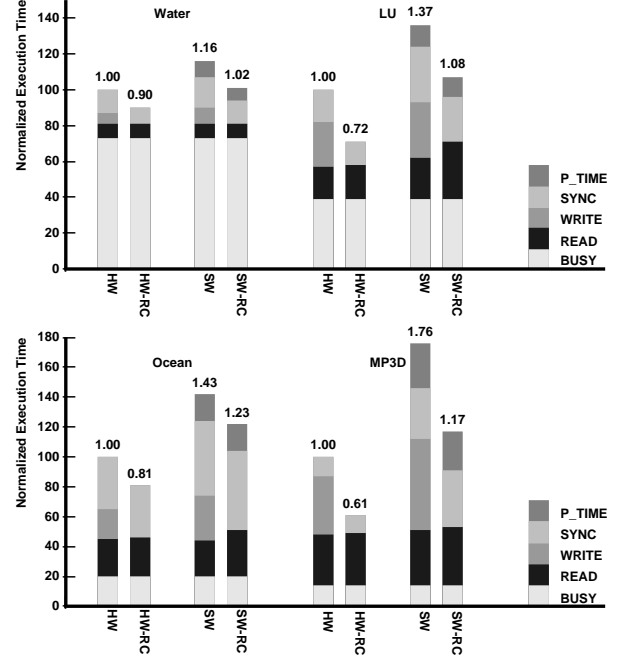 Normalized Execution Time
140
120
100
80
60
40
20
0
Water
LU
1.00
0.90
1.16
1.02
1.00
0.72
1.37
1.08
HW
HW-RC
SW
SW-RC
HW
HW-RC
SW
SW-RC
P_TIME
SYNC
WRITE
READ
BUSY
Normalized Execution Time
180
160
140
120
100
80
60
40
20
0
Ocean
MP3D
1.00
0.81
1.43
1.23
1.00
0.61
1.76
1.17
HW
HW-RC
SW
SW-RC
HW
HW-RC
SW
SW-RC
P_TIME
SYNC
WRITE
READ
BUSY